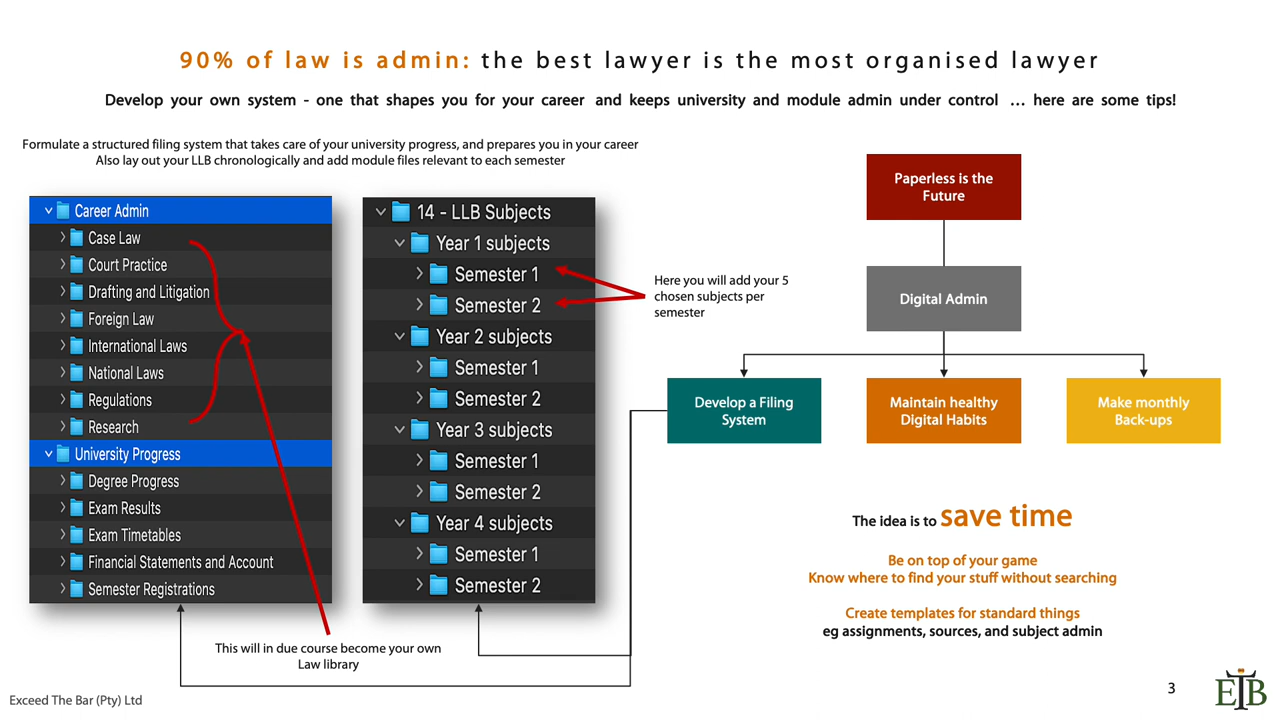 90% of law is admin: the best lawyer is the most organised lawyer
Develop your own system - one that shapes you for your career and keeps university and module admin under control … here are some tips!
Formulate a structured filing system that takes care of your university progress, and prepares you in your career
Also lay out your LLB chronologically and add module files relevant to each semester
Career Admin
Case Law
Court Practice
Drafting and Litigation
Foreign Law
International Laws
National Laws
Regulations
Research
University Progress
Degree Progress
Exam Results
Exam Timetables
Financial Statements and Account
Semester Registrations
14 - LLB Subjects
Year 1 subjects
Semester 1
Semester 2
Year 2 subjects
Semester 1
Semester 2
Year 3 subjects
Semester 1
Semester 2
Year 4 subjects
Semester 1
Semester 2
Here you will add your 5
chosen subjects per
semester
This will in due course become your own
Law library
Paperless is the
Future
Digital Admin
Develop a Filing
System
Maintain healthy
Digital Habits
Make monthly
Back-ups
The idea is to save time
Be on top of your game
Know where to find your stuff without searching
Create templates for standard things
eg assignments, sources, and subject admin
Exceed The Bar (Pty) Ltd
3
ETB